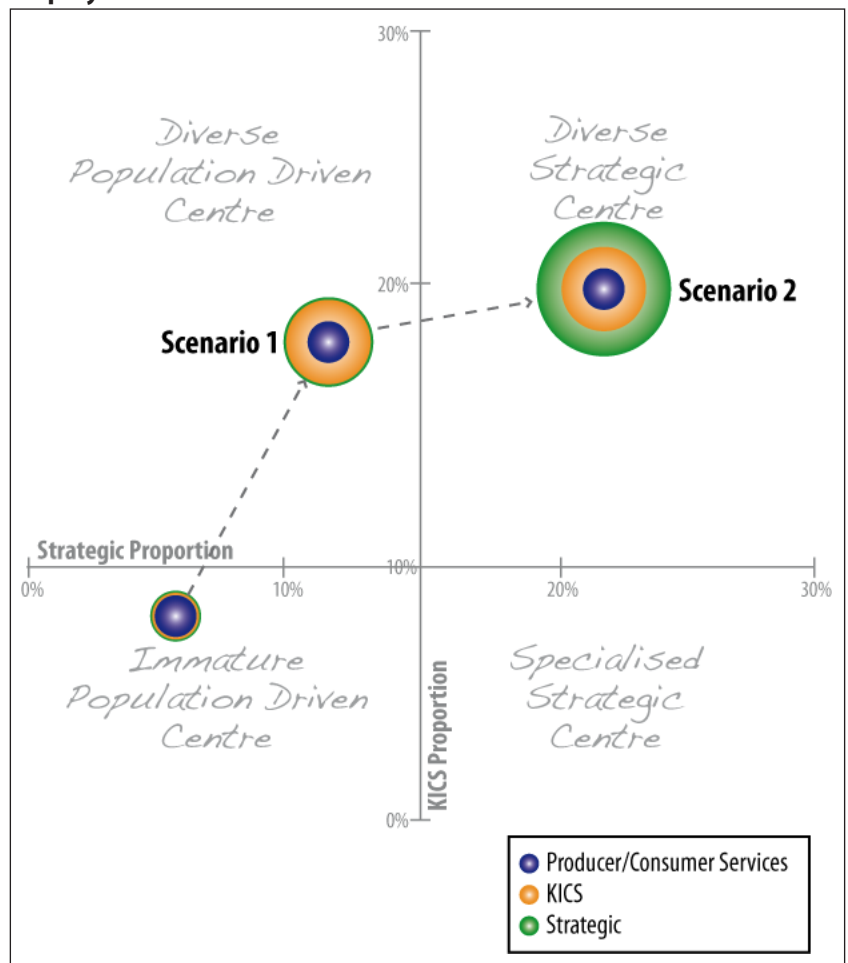 30%
Diverse
Population Driven
Centre
Diverse
Strategic
Centre
20%
Scenario 2
Scenario 1
Strategic Proportion
10%
0%
10%
20%
30%
Immature
Population Driven
Centre
Specialised
Strategic
Centre
KICS Proportion
0%
Producer/Consumer Services
KICS
Strategic